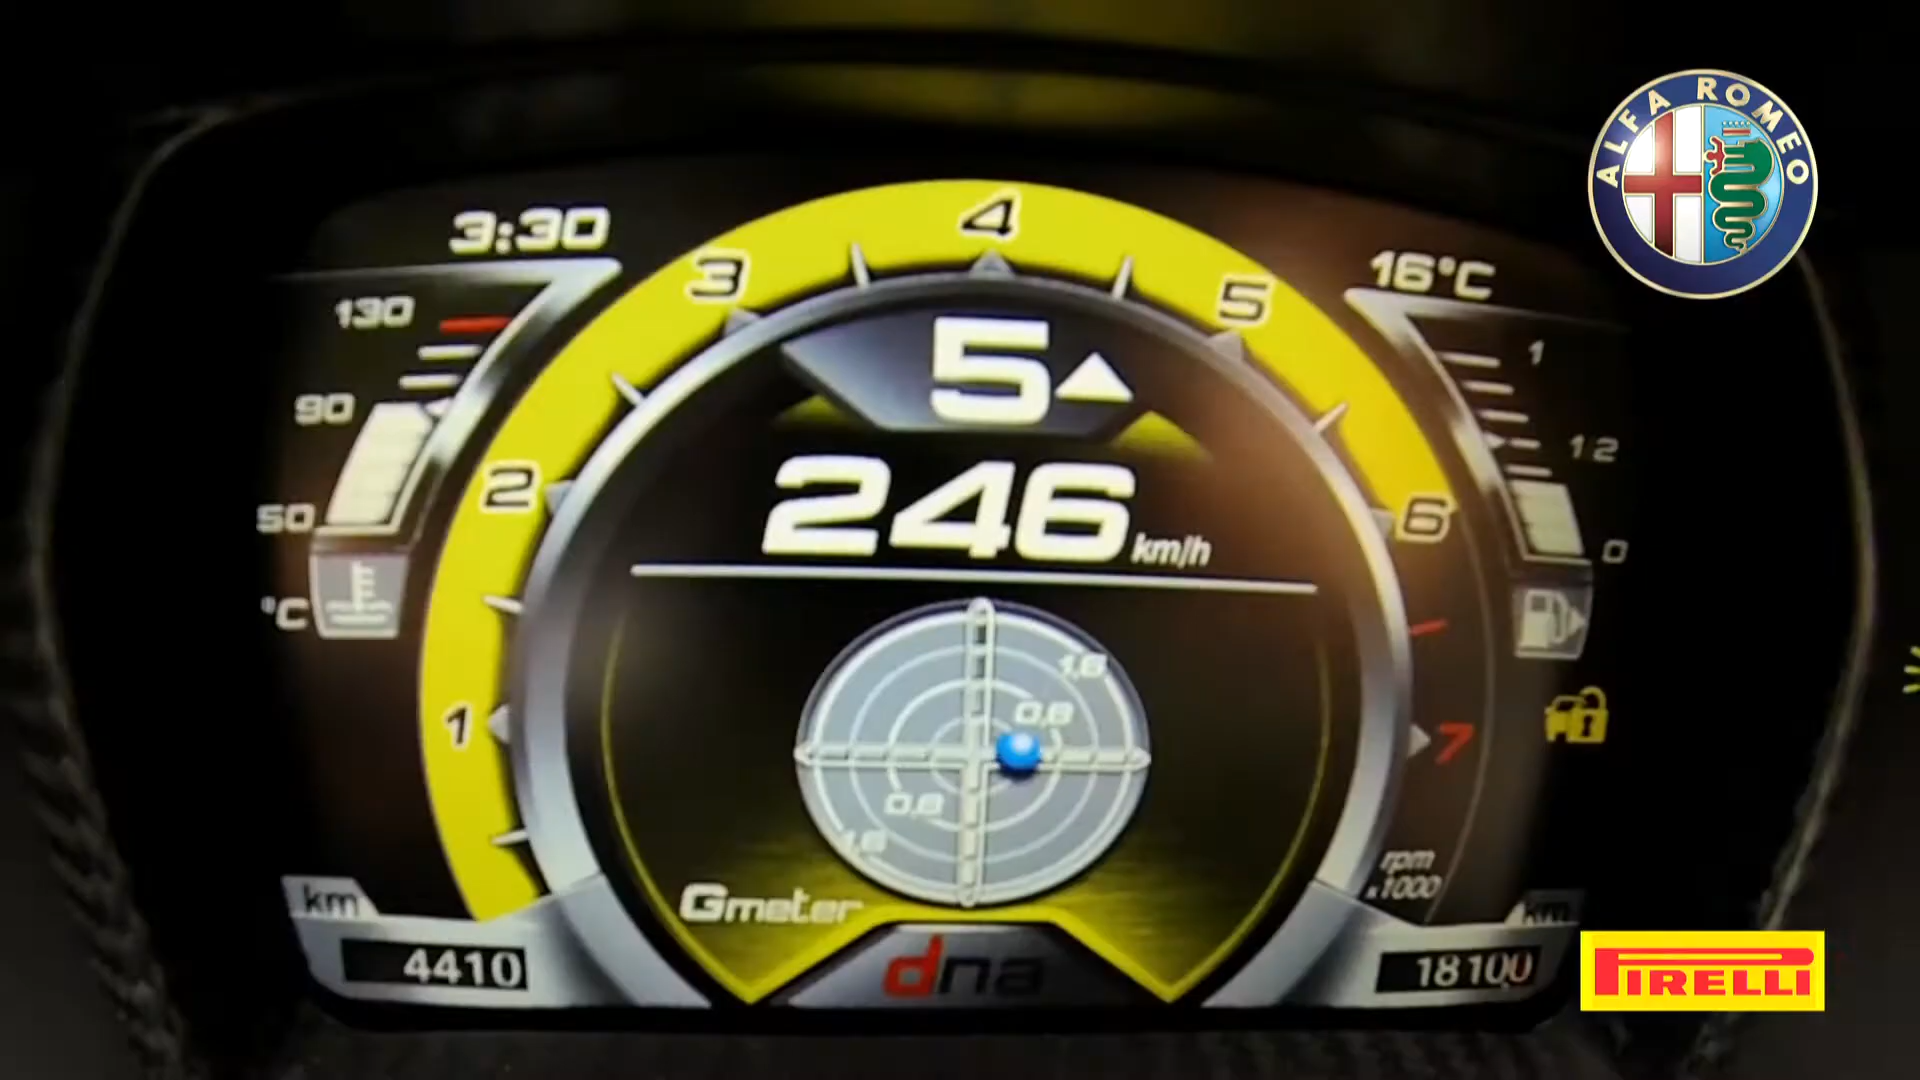 ALFA ROMEO
3:30
16°C
130
90
50
°C
1
2
3
4
5
6
7
5
246 km/h
1
1 2
0
1,6
0,8
0,8
1,6
rpm
x1000
Gmeter
dna
km
4410
km
18100,0
PIRELLI